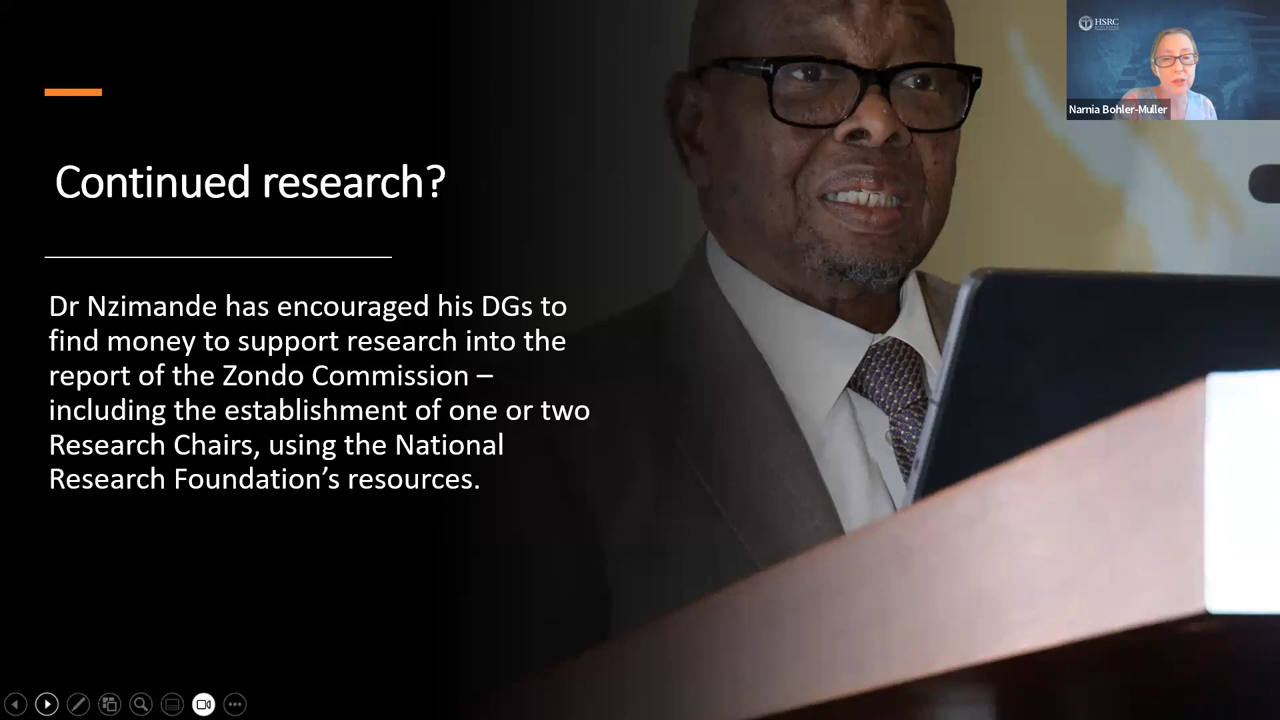 HSRC
Narnia Bohler-Muller
Continued research?
Dr Nzimande has encouraged his DGs to
find money to support research into the
report of the Zondo Commission –
including the establishment of one or two
Research Chairs, using the National
Research Foundation’s resources.